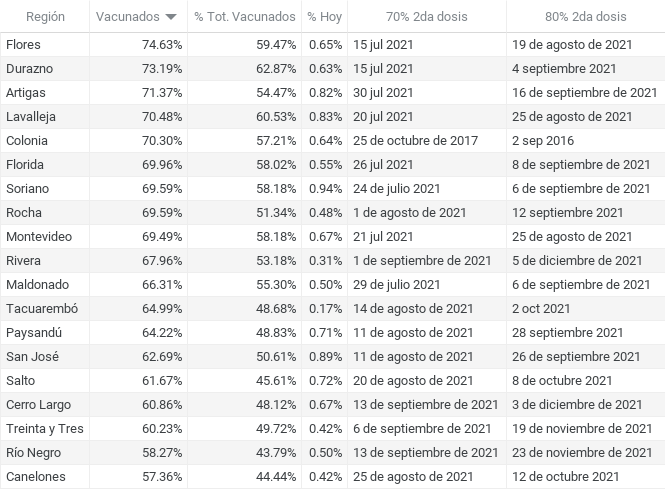 Región Vacunados % Tot. Vacunados % Hoy 70% 2da dosis 80% 2da dosis
Flores 74.63% 59.47% 0.65% 15 jul 2021 19 de agosto de 2021
Durazno 73.19% 62.87% 0.63% 15 jul 2021 4 septiembre 2021
Artigas 71.37% 54.47% 0.82% 30 jul 2021 16 de septiembre de 2021
Lavalleja 70.48% 60.53% 0.83% 20 jul 2021 25 de agosto de 2021
Colonia 70.30% 57.21% 0.64% 25 de octubre de 2017 2 sep 2016
Florida 69.96% 58.02% 0.55% 26 jul 2021 8 de septiembre de 2021
Soriano 69.59% 58.18% 0.94% 24 de julio 2021 6 de septiembre de 2021
Rocha 69.59% 51.34% 0.48% 1 de agosto de 2021 12 septiembre 2021
Montevideo 69.49% 58.18% 0.67% 21 jul 2021 25 de agosto de 2021
Rivera 67.96% 53.18% 0.31% 1 de septiembre de 2021 5 de diciembre de 2021
Maldonado 66.31% 55.30% 0.50% 29 de julio 2021 6 de septiembre de 2021
Tacuarembó 64.99% 48.68% 0.17% 14 de agosto de 2021 2 oct 2021
Paysandú 64.22% 48.83% 0.71% 11 de agosto de 2021 28 septiembre 2021
San José 62.69% 50.61% 0.89% 11 de agosto de 2021 26 de septiembre 2021
Salto 61.67% 45.61% 0.72% 20 de agosto de 2021 8 de octubre 2021
Cerro Largo 60.86% 48.12% 0.67% 13 de septiembre de 2021 3 de diciembre de 2021
Treinta y Tres 60.23% 49.72% 0.42% 6 de septiembre de 2021 19 de noviembre de 2021
Río Negro 58.27% 43.79% 0.50% 13 de septiembre de 2021 23 de noviembre de 2021
Canelones 57.36% 44.44% 0.42% 25 de agosto de 2021 12 de octubre de 2021